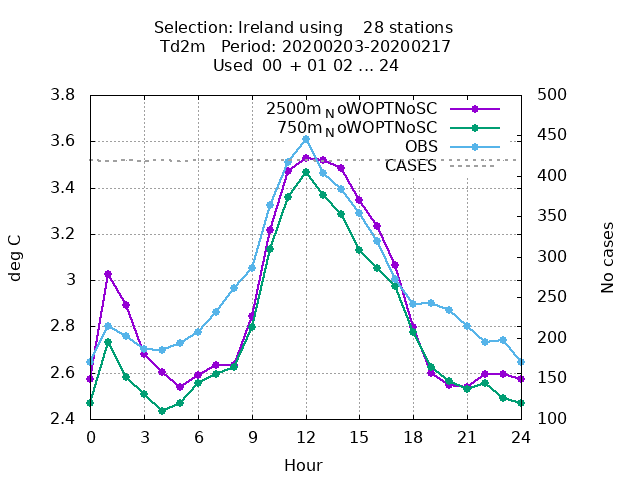 Selection: Ireland using 28 stations
Td2m Period: 20200203-20200217
Used 00 + 01 02 ... 24
3.8 500
2500m_NoWOPTNoSC
750m_NoWOPTNoSC
OBS
CASES
3.6 450
3.4 400
3.2 350
3 300
2.8 250
2.6 200
2.4 150
100
deg C
No cases
0 3 6 9 12 15 18 21 24
Hour